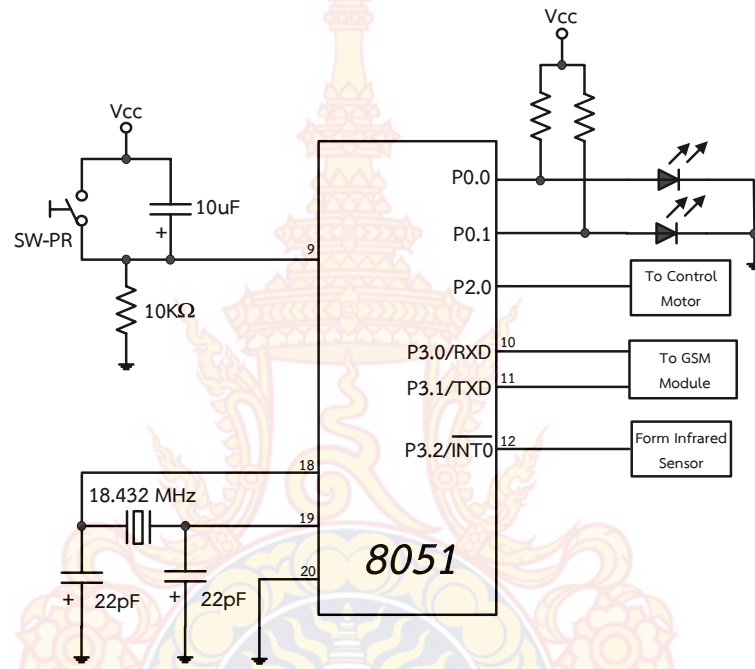 Vcc
Vcc
SW-PR
10uF
+
10KΩ
9
P0.0
P0.1
P2.0
To Control
Motor
P3.0/RXD
10
P3.1/TXD
11
To GSM
Module
P3.2/INT0
12
Form Infrared
Sensor
18
18.432 MHz
19
20
8051
+
22pF
+
22pF